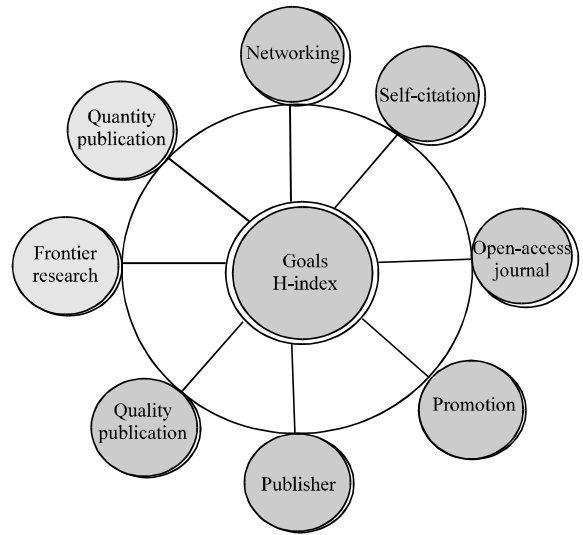 Networking
Self-citation
Quantity
publication
Frontier
research
Goals
H-index
Open-access
journal
Quality
publication
Promotion
Publisher